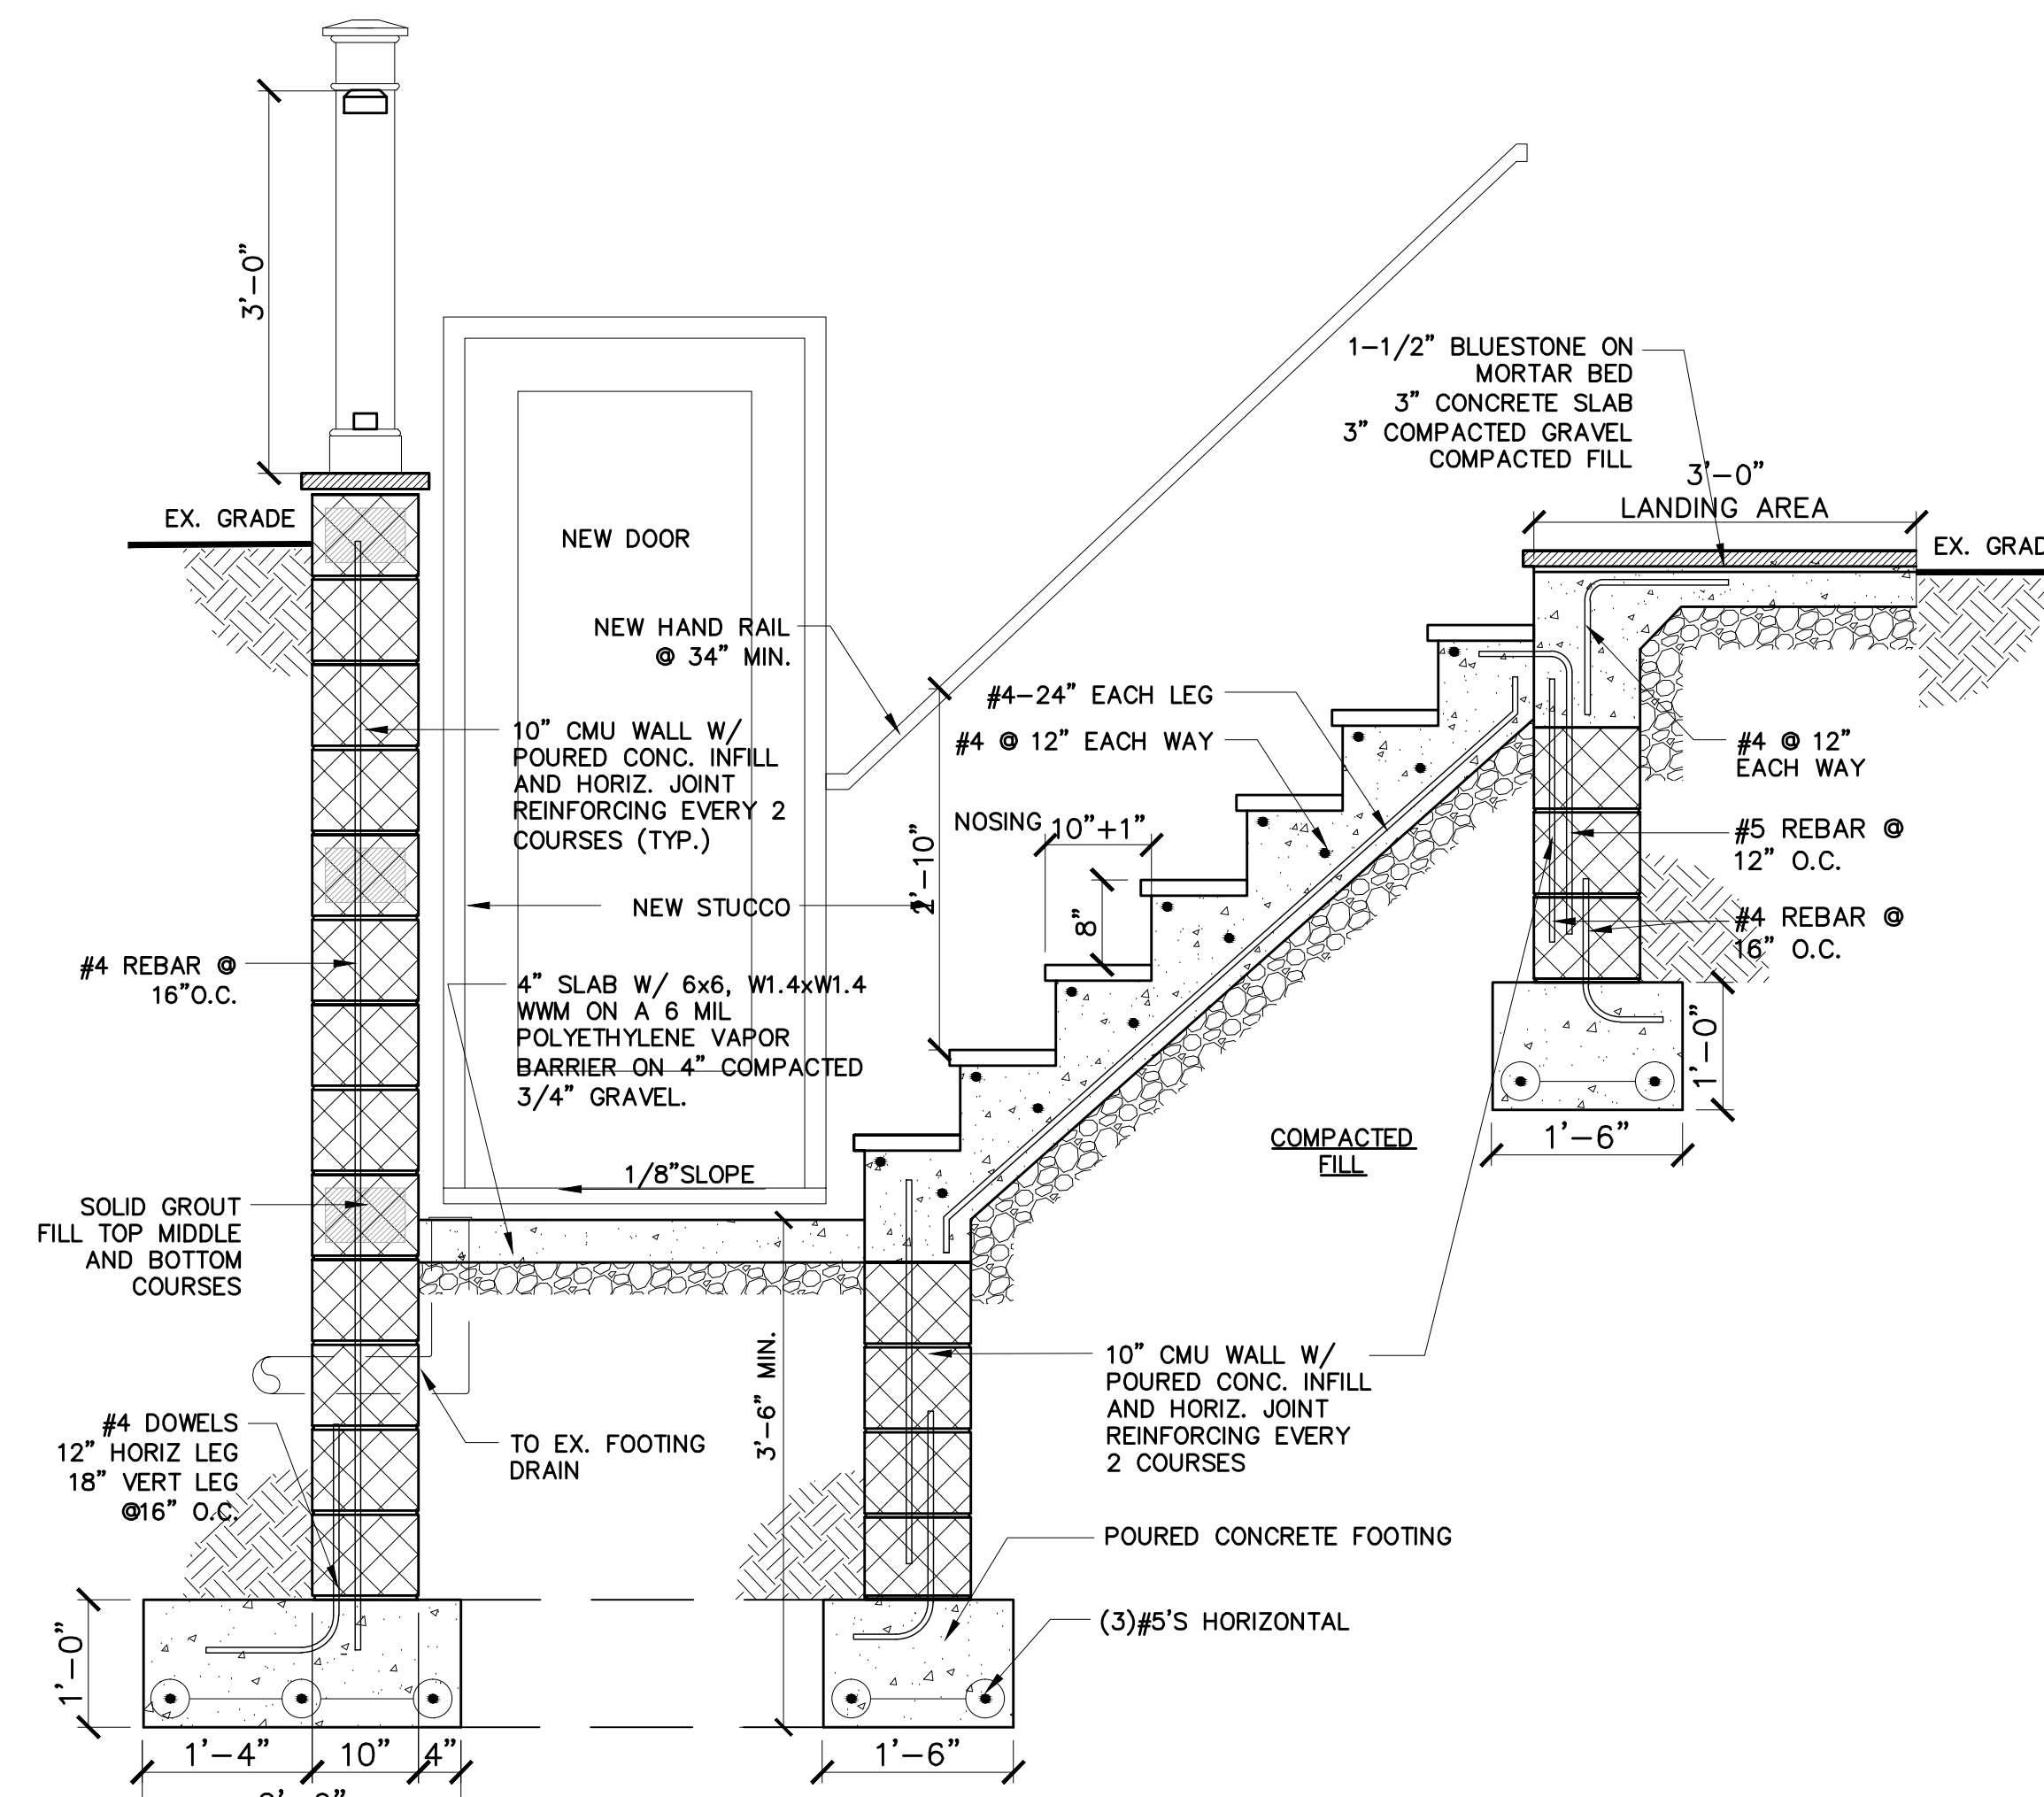 3'-0"
1-1/2" BLUESTONE ON
MORTAR BED
3" CONCRETE SLAB
3" COMPACTED GRAVEL
COMPACTED FILL
3'-0"
LANDING AREA
EX. GRADE
EX. GRAD
NEW DOOR
NEW HAND RAIL
@ 34" MIN.
#4-24" EACH LEG
#4 @ 12" EACH WAY
10" CMU WALL W/
POURED CONC. INFILL
AND HORIZ. JOINT
REINFORCING EVERY 2
COURSES (TYP.)
#4 @ 12"
EACH WAY
NOSING
10"+1"
2'-10"
8"
#5 REBAR @
12" O.C.
NEW STUCCO
#4 REBAR @
16" O.C.
#4 REBAR @
16"O.C.
4" SLAB W/ 6x6, W1.4xW1.4
WWM ON A 6 MIL
POLYETHYLENE VAPOR
BARRIER ON 4" COMPACTED
3/4" GRAVEL.
1'-0"
1'-6"
COMPACTED
FILL
1/8"SLOPE
SOLID GROUT
FILL TOP MIDDLE
AND BOTTOM
COURSES
3'-6" MIN.
10" CMU WALL W/
POURED CONC. INFILL
AND HORIZ. JOINT
REINFORCING EVERY
2 COURSES
#4 DOWELS
12" HORIZ LEG
18" VERT LEG
@16" O.C.
TO EX. FOOTING
DRAIN
POURED CONCRETE FOOTING
(3)#5'S HORIZONTAL
1'-0"
1'-4"
10"
4"
1'-6"